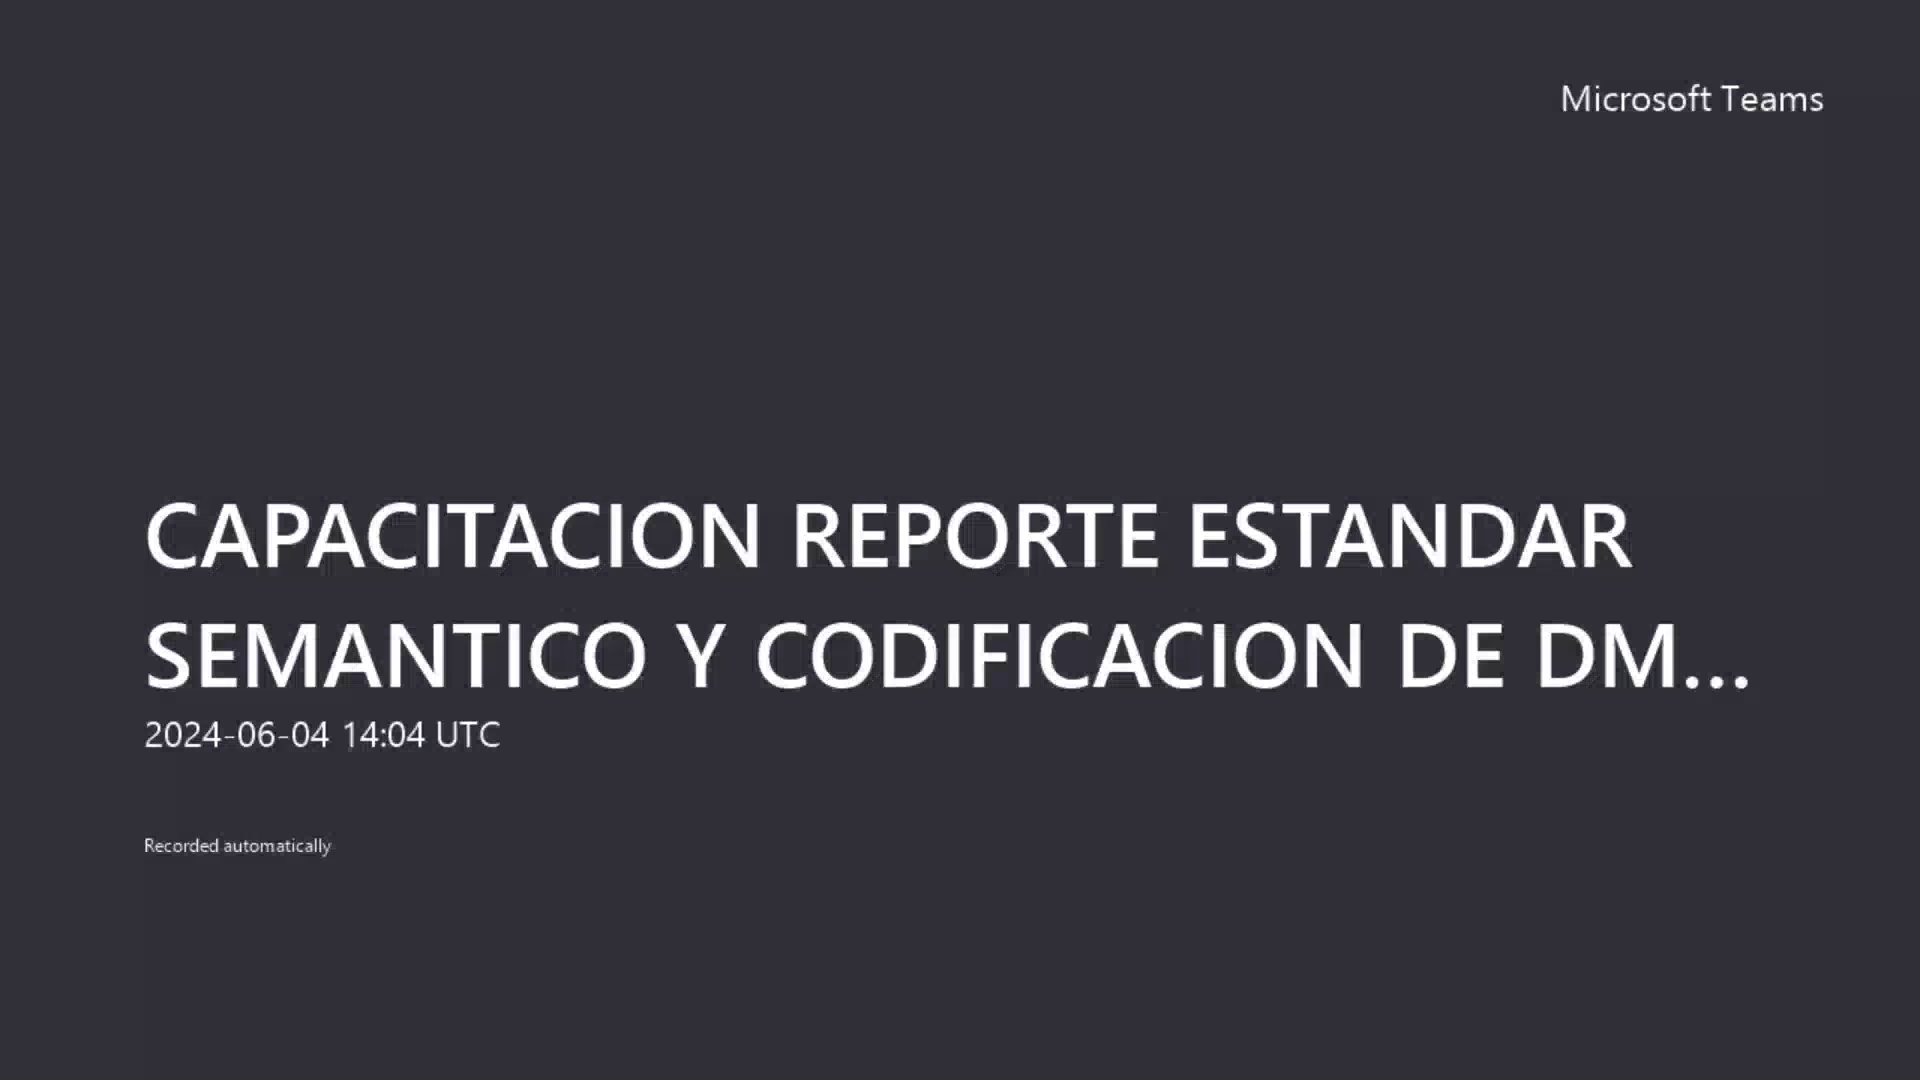 Microsoft Teams
CAPACITACION REPORTE ESTANDAR
SEMANTICO Y CODIFICACION DE DM...
2024-06-04 14:04 UTC
Recorded automatically